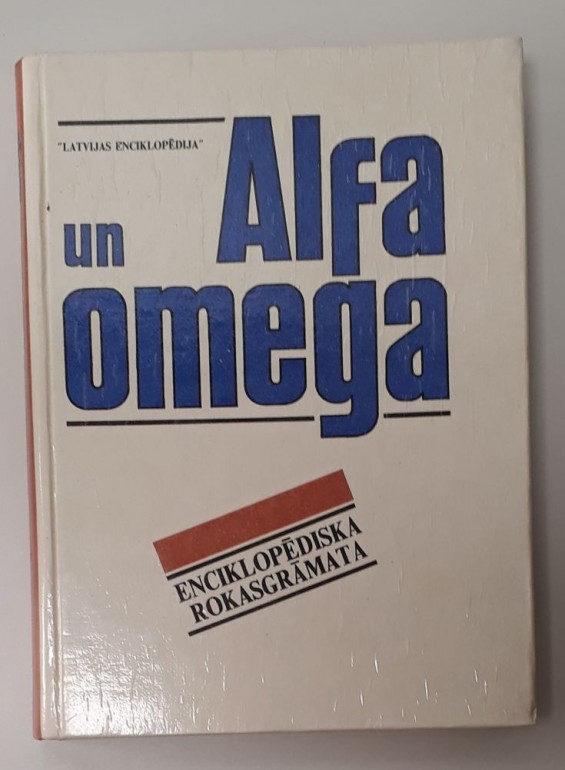 "LATVIJAS ENCIKLOPĒDIJA"
Alfa
un
omega
ENCIKLOPĒDISKA
ROKASGRĀMATA